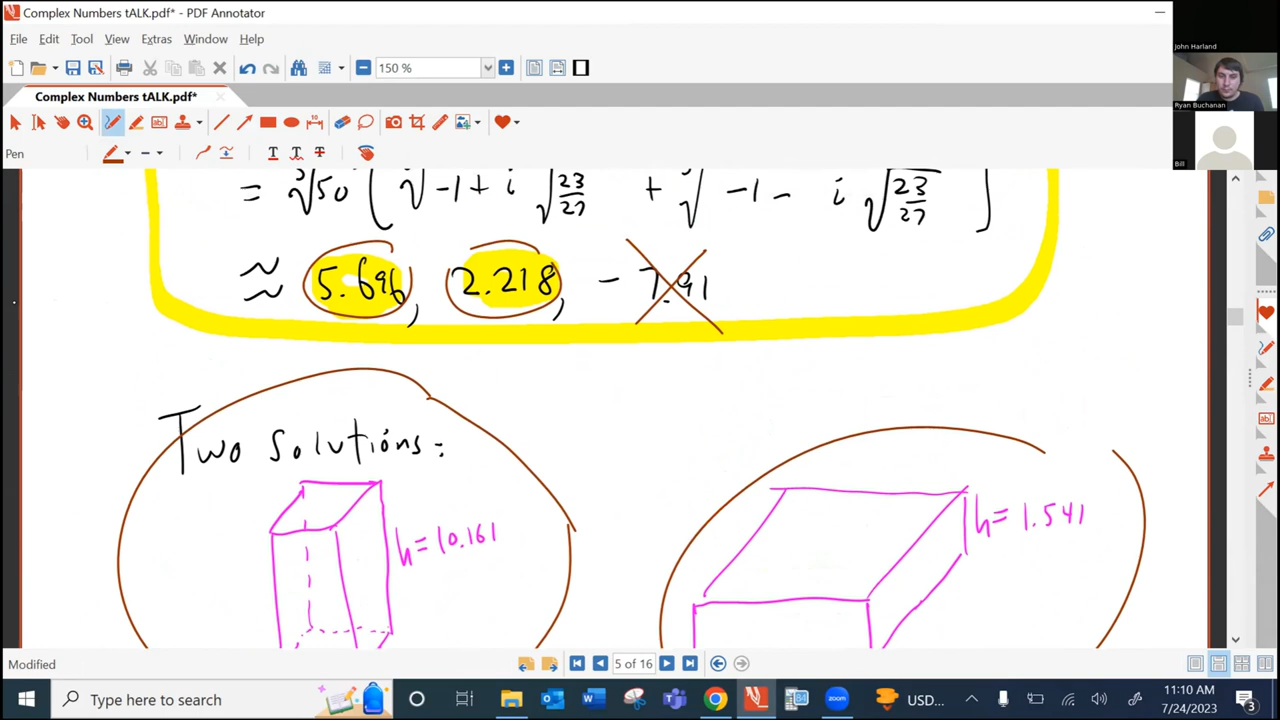 Complex Numbers tALK.pdf* - PDF Annotator
File Edit Tool View Extras Window Help
150 %
Complex Numbers tALK.pdf*
Pen
John Harland
Ryan Buchanan
Bill
= ∛50 [ ∛-1 + i √23/27 + ∛-1 - i √23/27 ]
≈ 5.696, 2.218, - 7.91
Two Solutions:
h = 10.161
h = 1.541
Modified
5 of 16
Type here to search
USD...
11:10 AM
7/24/2023
3